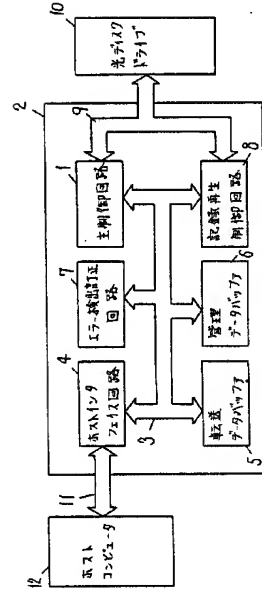 12
ホスト
コンピュータ
11
2
4
ホストインタ
フェイス回路
7
エラー検出訂正
回路
1
主制御回路
9
3
転送
データバッファ
5
管理
データバッファ
6
記録再生
制御回路
8
10
光ディスク
ドライブ